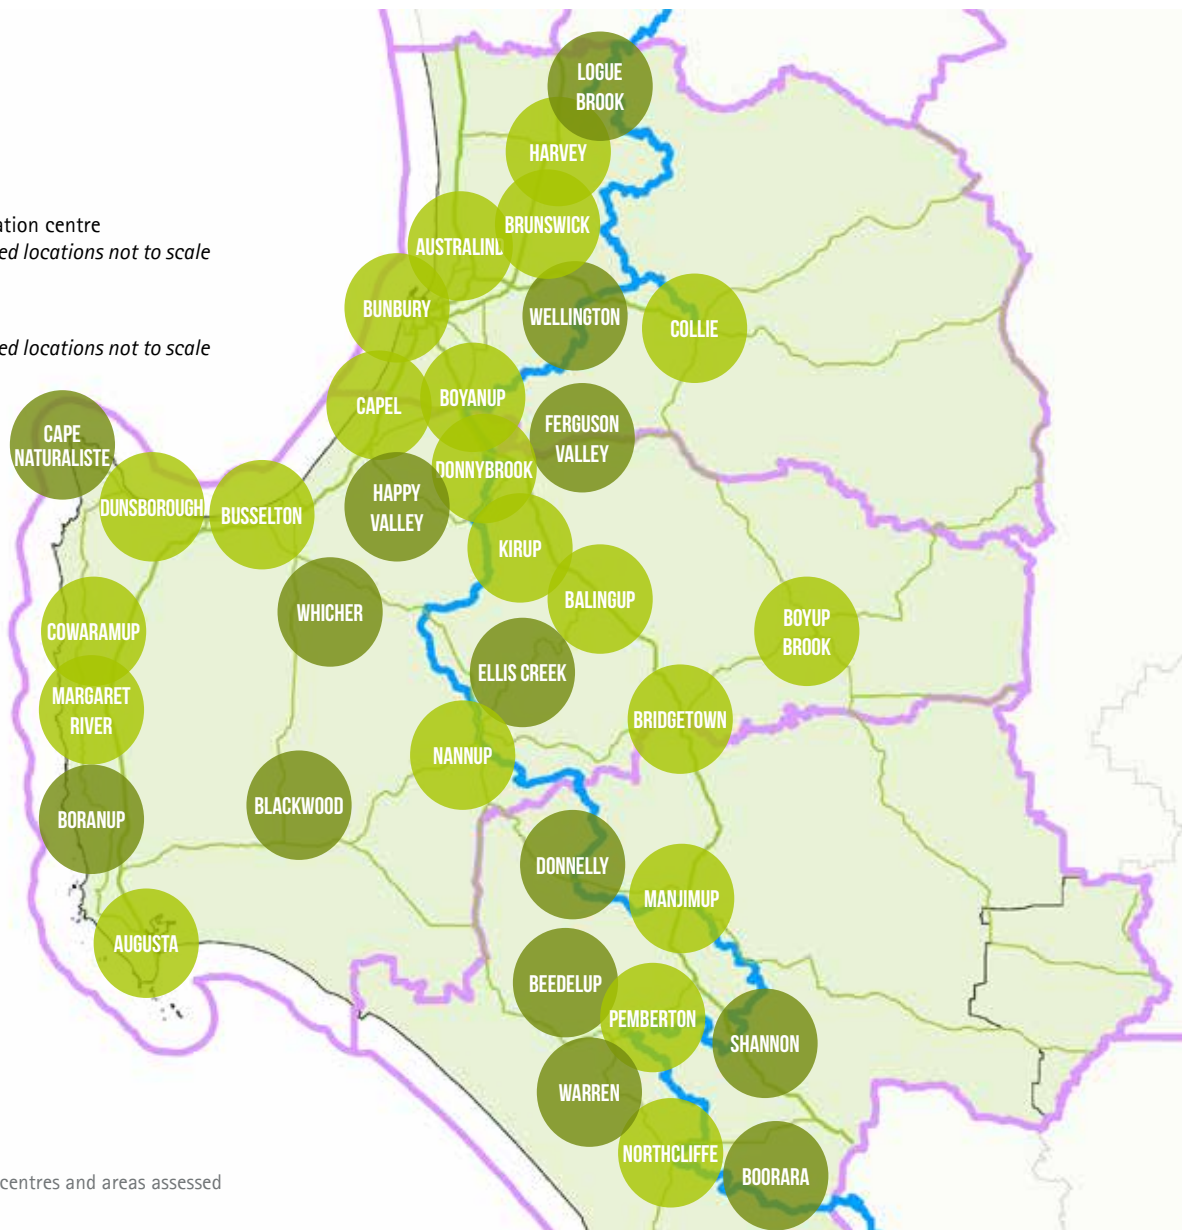 LOGUE
BROOK
HARVEY
BRUNSWICK
AUSTRALIND
ation centre
ed locations not to scale
BUNBURY
WELLINGTON
COLLIE
ed locations not to scale
BOYANUP
CAPEL
FERGUSON
VALLEY
CAPE
NATURALISTE
DONNYBROOK
HAPPY
VALLEY
DUNSBOROUGH
BUSSELTON
KIRUP
BALINGUP
WHICHER
BOYUP
BROOK
COWARAMUP
ELLIS CREEK
MARGARET
RIVER
BRIDGETOWN
NANNUP
BLACKWOOD
BORANUP
DONNELLY
MANJIMUP
AUGUSTA
BEEDELUP
PEMBERTON
SHANNON
WARREN
NORTHCLIFFE
BOORARA
centres and areas assessed